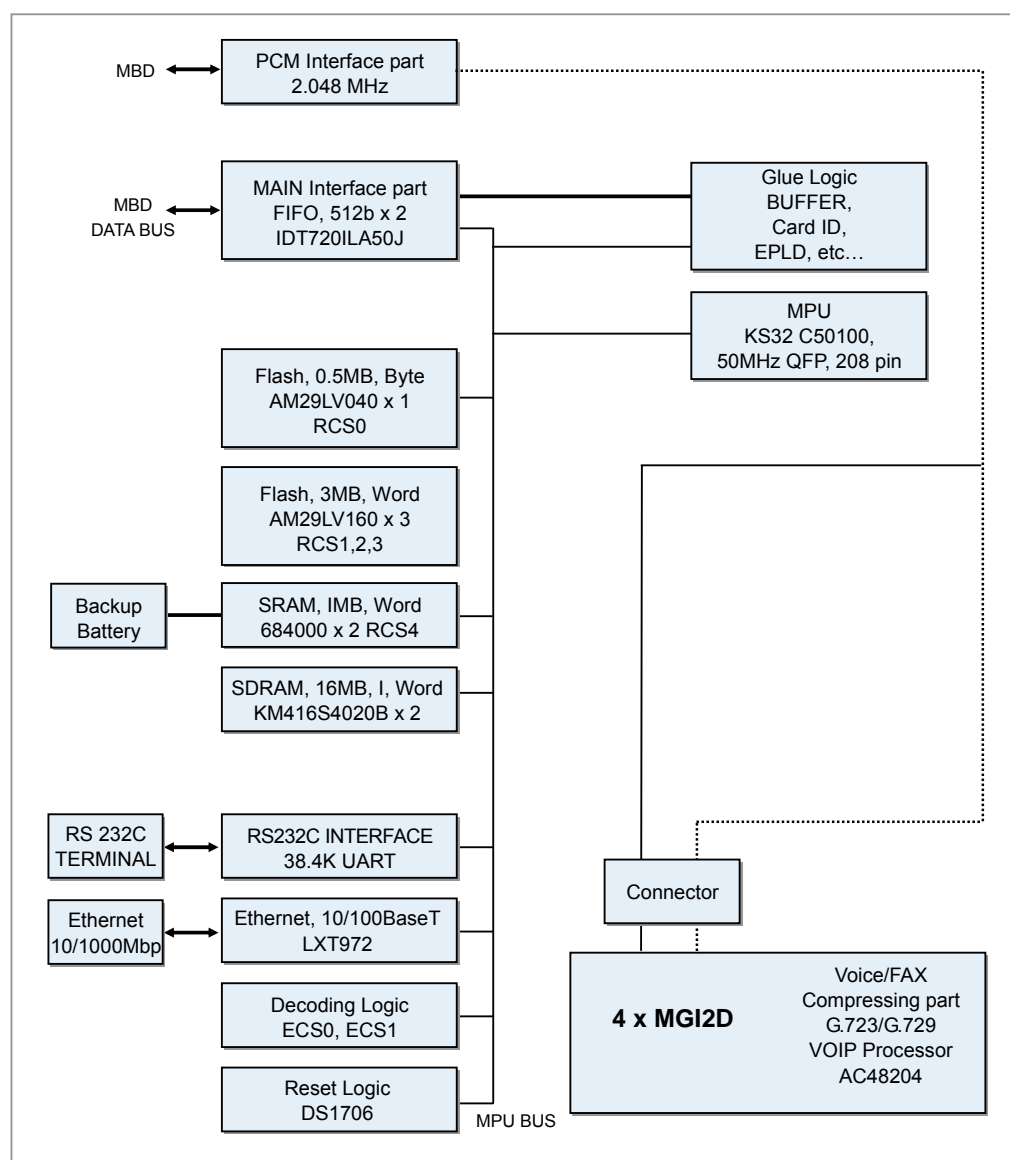 MBD
PCM Interface part
2.048 MHz
MBD
DATA BUS
MAIN Interface part
FIFO, 512b x 2
IDT720ILA50J
Glue Logic
BUFFER,
Card ID,
EPLD, etc…
MPU
KS32 C50100,
50MHz QFP, 208 pin
Flash, 0.5MB, Byte
AM29LV040 x 1
RCS0
Flash, 3MB, Word
AM29LV160 x 3
RCS1,2,3
Backup
Battery
SRAM, IMB, Word
684000 x 2 RCS4
SDRAM, 16MB, I, Word
KM416S4020B x 2
RS 232C
TERMINAL
RS232C INTERFACE
38.4K UART
Connector
Ethernet
10/1000Mbp
Ethernet, 10/100BaseT
LXT972
Decoding Logic
ECS0, ECS1
Reset Logic
DS1706
MPU BUS
4 x MGI2D
Voice/FAX
Compressing part
G.723/G.729
VOIP Processor
AC48204